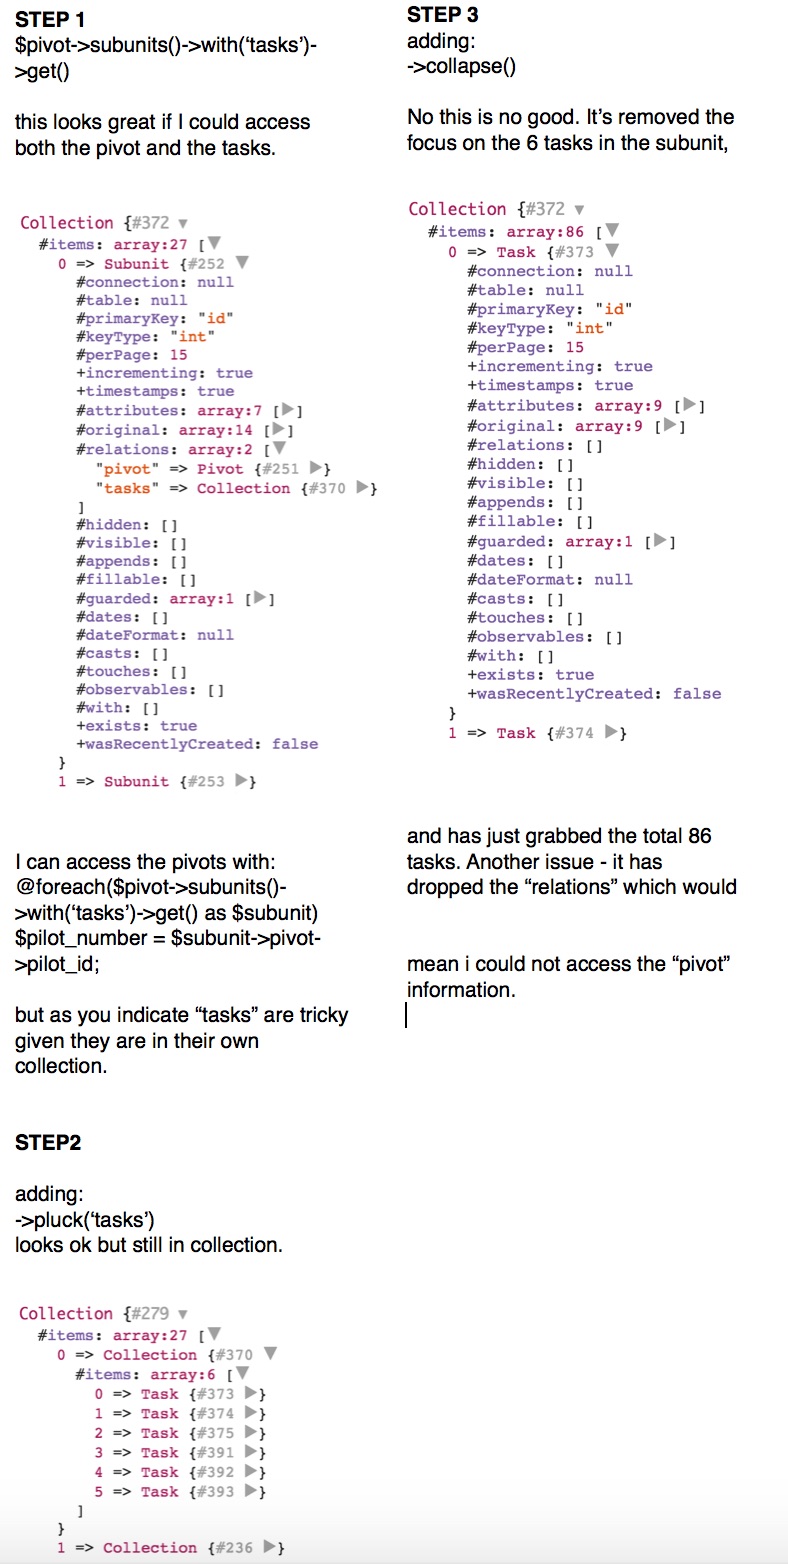 STEP 1
$pivot->subunits()->with(‘tasks’)-
>get()
this looks great if I could access
both the pivot and the tasks.
Collection {#372 ▼
#items: array:27 [▼
0 => Subunit {#252 ▼
#connection: null
#table: null
#primaryKey: "id"
#keyType: "int"
#perPage: 15
+incrementing: true
+timestamps: true
#attributes: array:7 [▶]
#original: array:14 [▶]
#relations: array:2 [▼
"pivot" => Pivot {#251 ▶}
"tasks" => Collection {#370 ▶}
]
#hidden: []
#visible: []
#appends: []
#fillable: []
#guarded: array:1 [▶]
#dates: []
#dateFormat: null
#casts: []
#touches: []
#observables: []
#with: []
+exists: true
+wasRecentlyCreated: false
}
1 => Subunit {#253 ▶}
I can access the pivots with:
@foreach($pivot->subunits()-
>with(‘tasks’)->get() as $subunit)
$pilot_number = $subunit->pivot-
>pilot_id;
but as you indicate “tasks” are tricky
given they are in their own
collection.
STEP2
adding:
->pluck(‘tasks’)
looks ok but still in collection.
Collection {#279 ▼
#items: array:27 [▼
0 => Collection {#370 ▼
#items: array:6 [▼
0 => Task {#373 ▶}
1 => Task {#374 ▶}
2 => Task {#375 ▶}
3 => Task {#391 ▶}
4 => Task {#392 ▶}
5 => Task {#393 ▶}
]
}
1 => Collection {#236 ▶}
STEP 3
adding:
->collapse()
No this is no good. It’s removed the
focus on the 6 tasks in the subunit,
Collection {#372 ▼
#items: array:86 [▼
0 => Task {#373 ▼
#connection: null
#table: null
#primaryKey: "id"
#keyType: "int"
#perPage: 15
+incrementing: true
+timestamps: true
#attributes: array:9 [▶]
#original: array:9 [▶]
#relations: []
#hidden: []
#visible: []
#appends: []
#fillable: []
#guarded: array:1 [▶]
#dates: []
#dateFormat: null
#casts: []
#touches: []
#observables: []
#with: []
+exists: true
+wasRecentlyCreated: false
}
1 => Task {#374 ▶}
and has just grabbed the total 86
tasks. Another issue - it has
dropped the “relations” which would
mean i could not access the “pivot”
information.